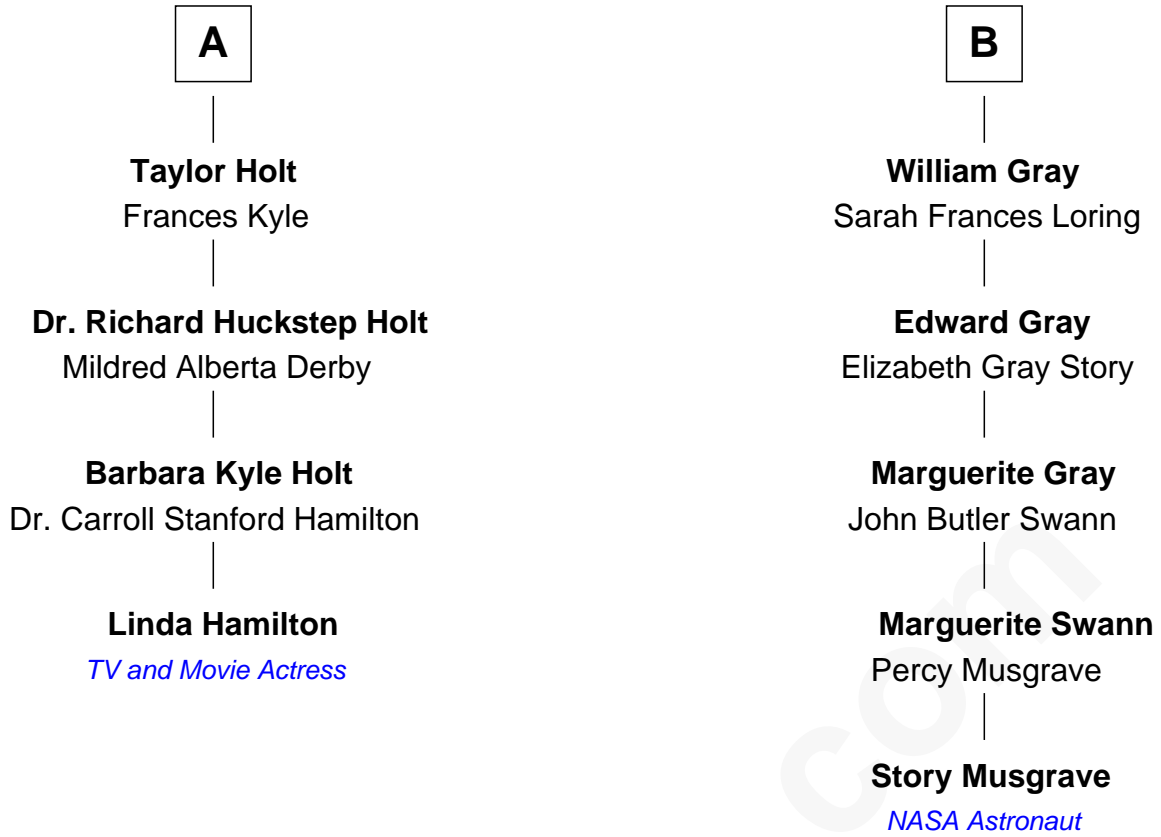 A
Taylor Holt
Frances Kyle
Dr. Richard Huckstep Holt
Mildred Alberta Derby
Barbara Kyle Holt
Dr. Carroll Stanford Hamilton
Linda Hamilton
TV and Movie Actress
B
William Gray
Sarah Frances Loring
Edward Gray
Elizabeth Gray Story
Marguerite Gray
John Butler Swann
Marguerite Swann
Percy Musgrave
Story Musgrave
NASA Astronaut
com